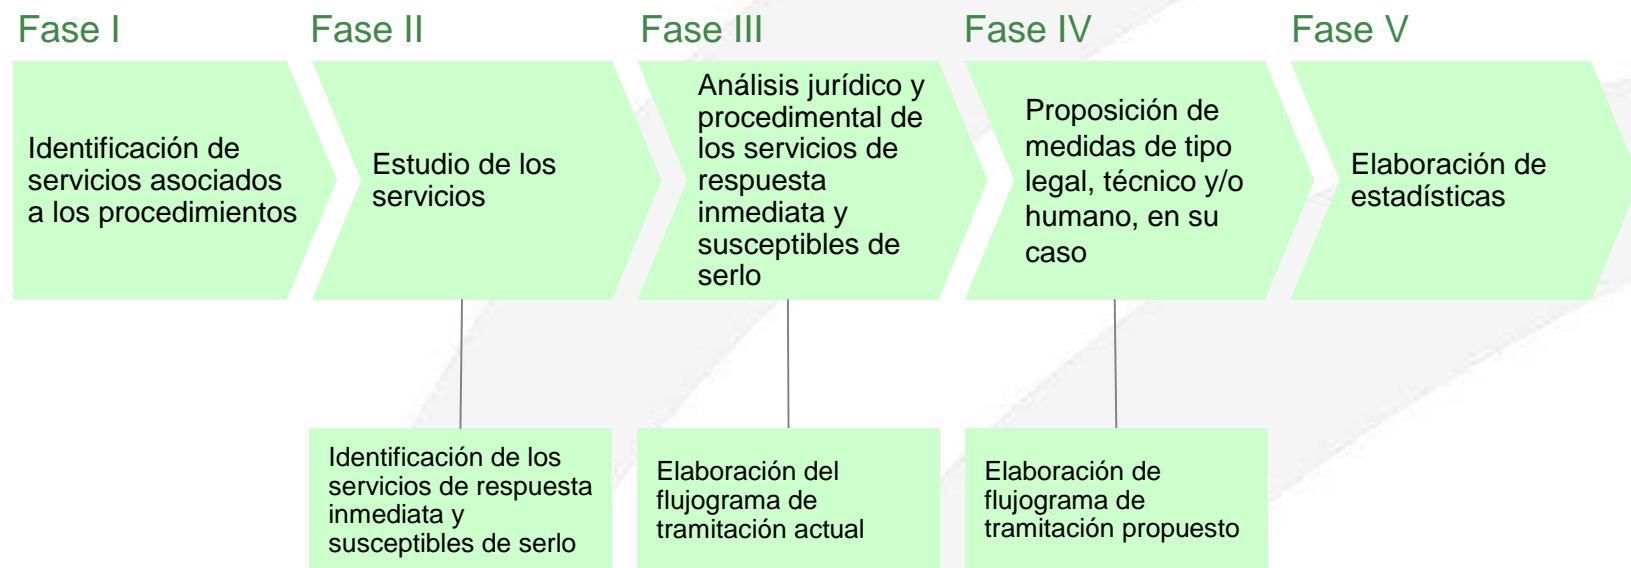 Fase I
Fase II
Fase III
Fase IV
Fase V
Identificación de
servicios asociados
a los procedimientos
Estudio de los
servicios
Análisis jurídico y
procedimental de
los servicios de
respuesta
inmediata y
susceptibles de
serlo
Proposición de
medidas de tipo
legal, técnico y/o
humano, en su
caso
Elaboración de
estadísticas
Identificación de los
servicios de respuesta
inmediata y
susceptibles de serlo
Elaboración del
flujograma de
tramitación actual
Elaboración de
flujograma de
tramitación propuesto